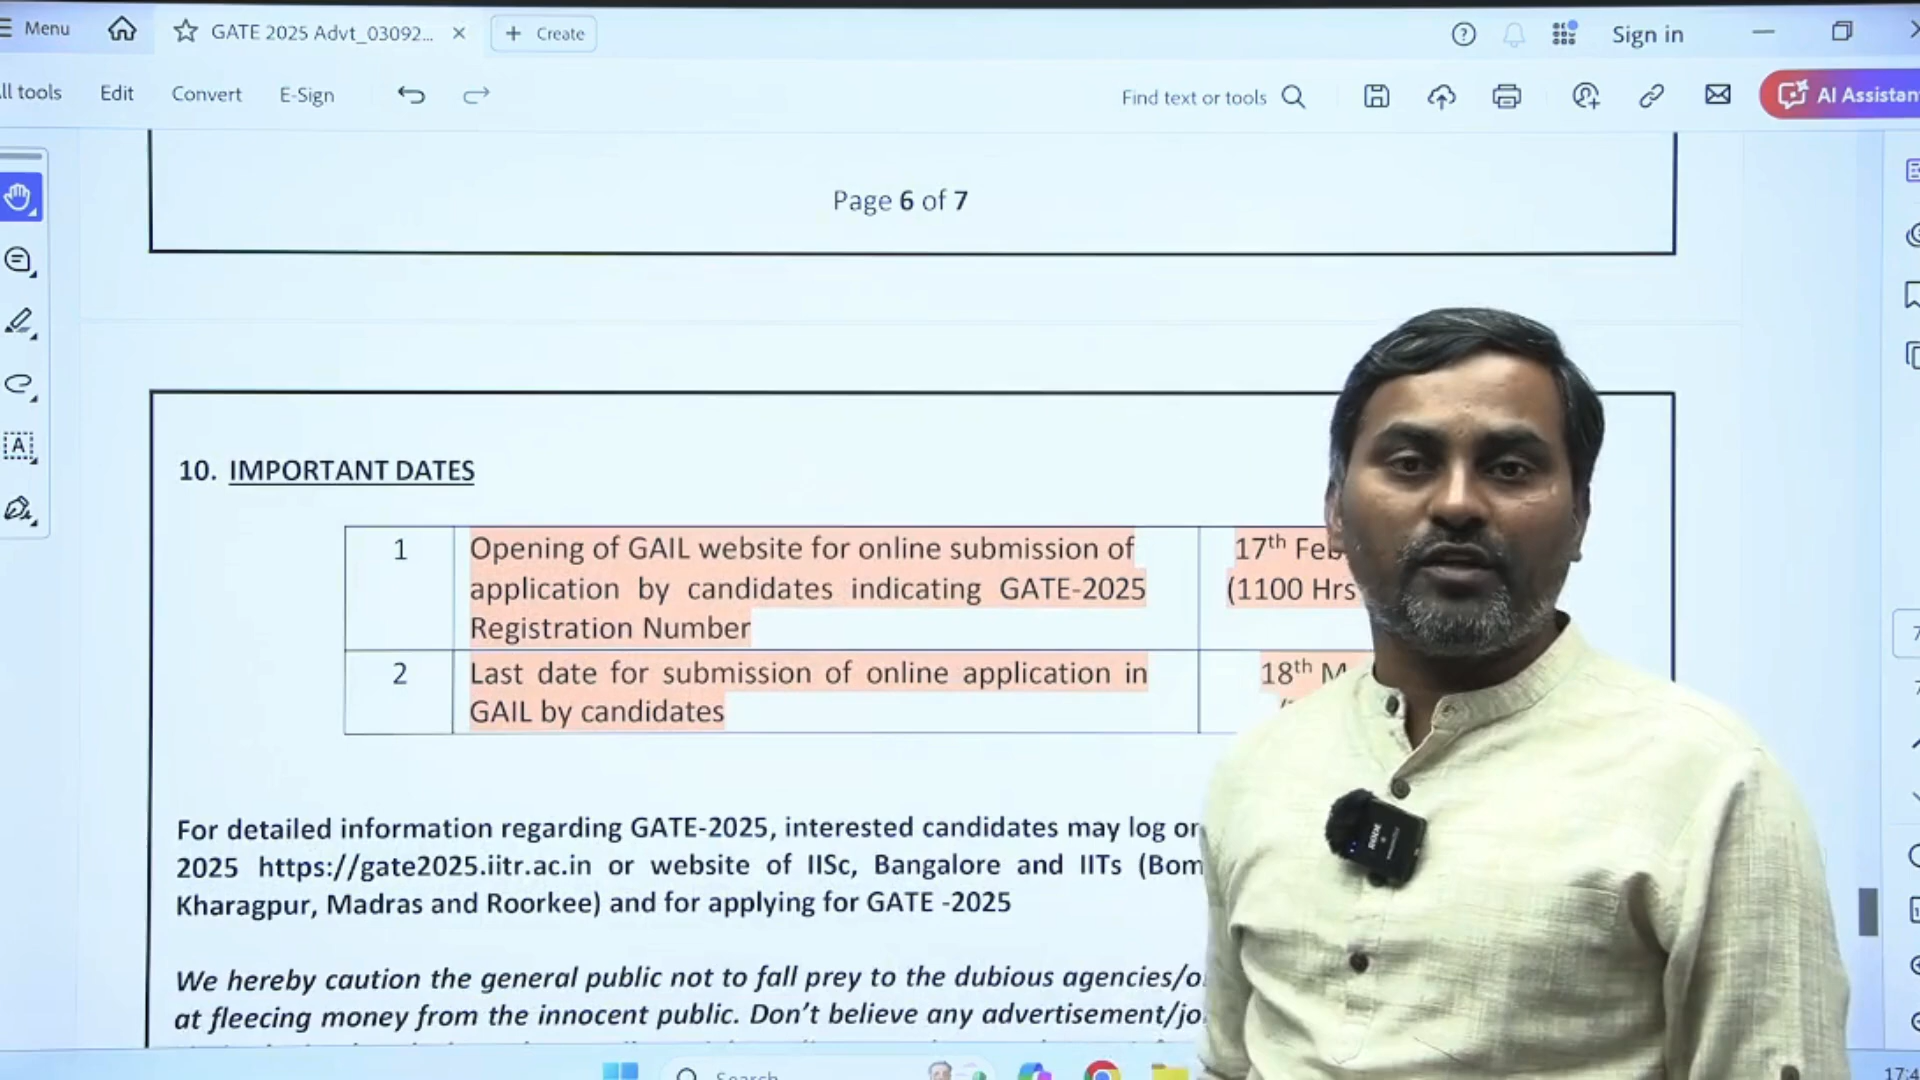 Menu
GATE 2025 Advt_03092...
+ Create
Sign in
ll tools
Edit
Convert
E-Sign
Find text or tools
AI Assistan
Page 6 of 7
10. IMPORTANT DATES
1 Opening of GAIL website for online submission of 17th Feb
application by candidates indicating GATE-2025 (1100 Hrs
Registration Number
2 Last date for submission of online application in 18th M
GAIL by candidates
For detailed information regarding GATE-2025, interested candidates may log or
2025 https://gate2025.iitr.ac.in or website of IISc, Bangalore and IITs (Bom
Kharagpur, Madras and Roorkee) and for applying for GATE -2025
We hereby caution the general public not to fall prey to the dubious agencies/o
at fleecing money from the innocent public. Don't believe any advertisement/jo
Search
17:4
RODE